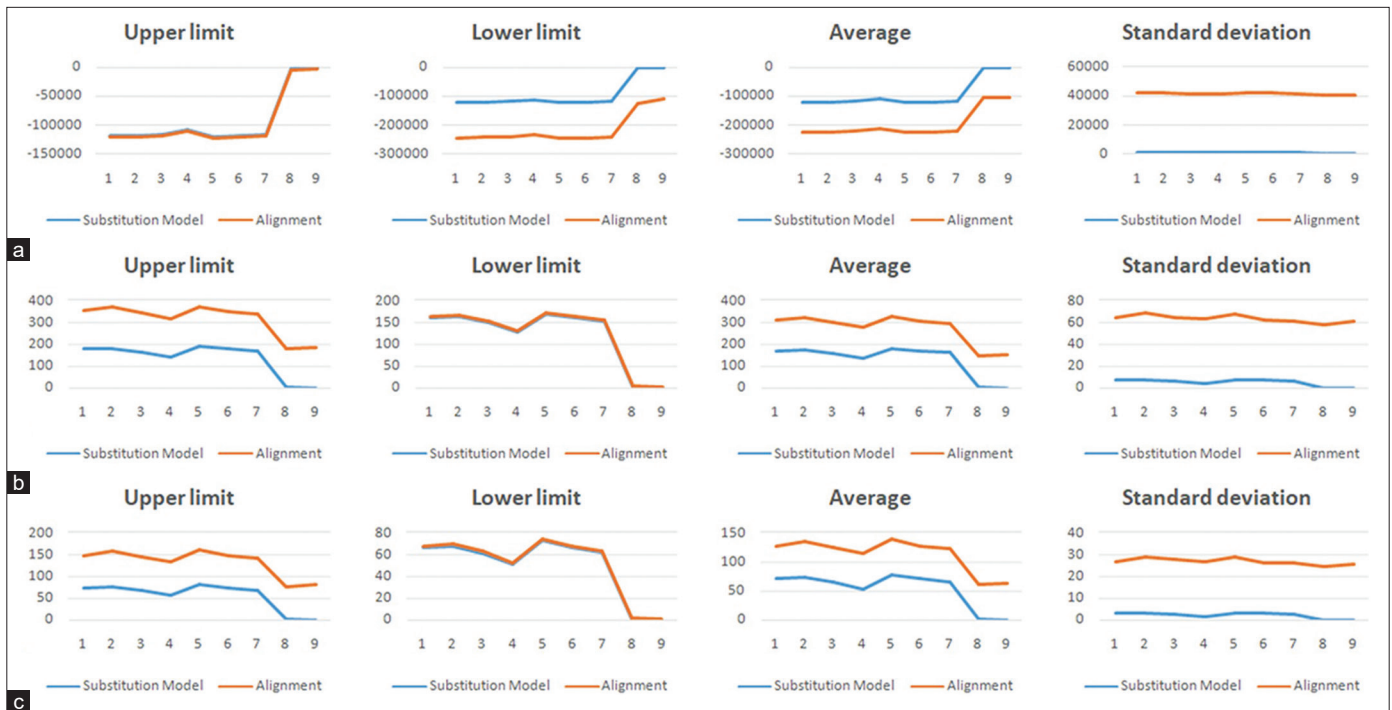 Upper limit Lower limit Average Standard deviation
0 0 0 60000
-50000 -100000 -100000 40000
-100000 -200000 -200000 20000
-150000 -300000 -300000 0
1 2 3 4 5 6 7 8 9 1 2 3 4 5 6 7 8 9 1 2 3 4 5 6 7 8 9 1 2 3 4 5 6 7 8 9
Substitution Model Alignment Substitution Model Alignment Substitution Model Alignment Substitution Model Alignment
a
Upper limit Lower limit Average Standard deviation
400 200 400 80
300 150 300 60
200 100 200 40
100 50 100 20
0 0 0 0
1 2 3 4 5 6 7 8 9 1 2 3 4 5 6 7 8 9 1 2 3 4 5 6 7 8 9 1 2 3 4 5 6 7 8 9
Substitution Model Alignment Substitution Model Alignment Substitution Model Alignment Substitution Model Alignment
b
Upper limit Lower limit Average Standard deviation
200 80 150 40
150 60 100 30
100 40 50 20
50 20 0 10
0 0 0
1 2 3 4 5 6 7 8 9 1 2 3 4 5 6 7 8 9 1 2 3 4 5 6 7 8 9 1 2 3 4 5 6 7 8 9
Substitution Model Alignment Substitution Model Alignment Substitution Model Alignment Substitution Model Alignment
c